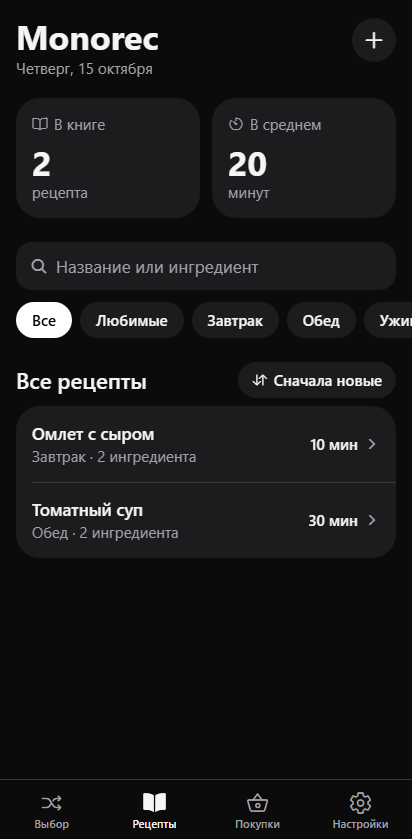 Monorec
Четверг, 15 октября
В книге
2
рецепта
В среднем
20
минут
Название или ингредиент
Все
Любимые
Завтрак
Обед
Ужи
Все рецепты
Сначала новые
Омлет с сыром
Завтрак · 2 ингредиента
10 мин
Томатный суп
Обед · 2 ингредиента
30 мин
Выбор
Рецепты
Покупки
Настройки